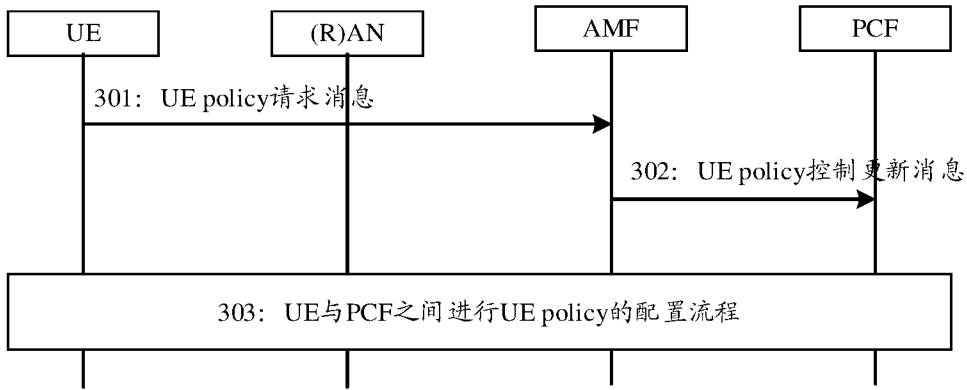 UE
(R)AN
AMF
PCF
301：UE policy请求消息
302：UE policy控制更新消息
303：UE与PCF之间进行UE policy的配置流程